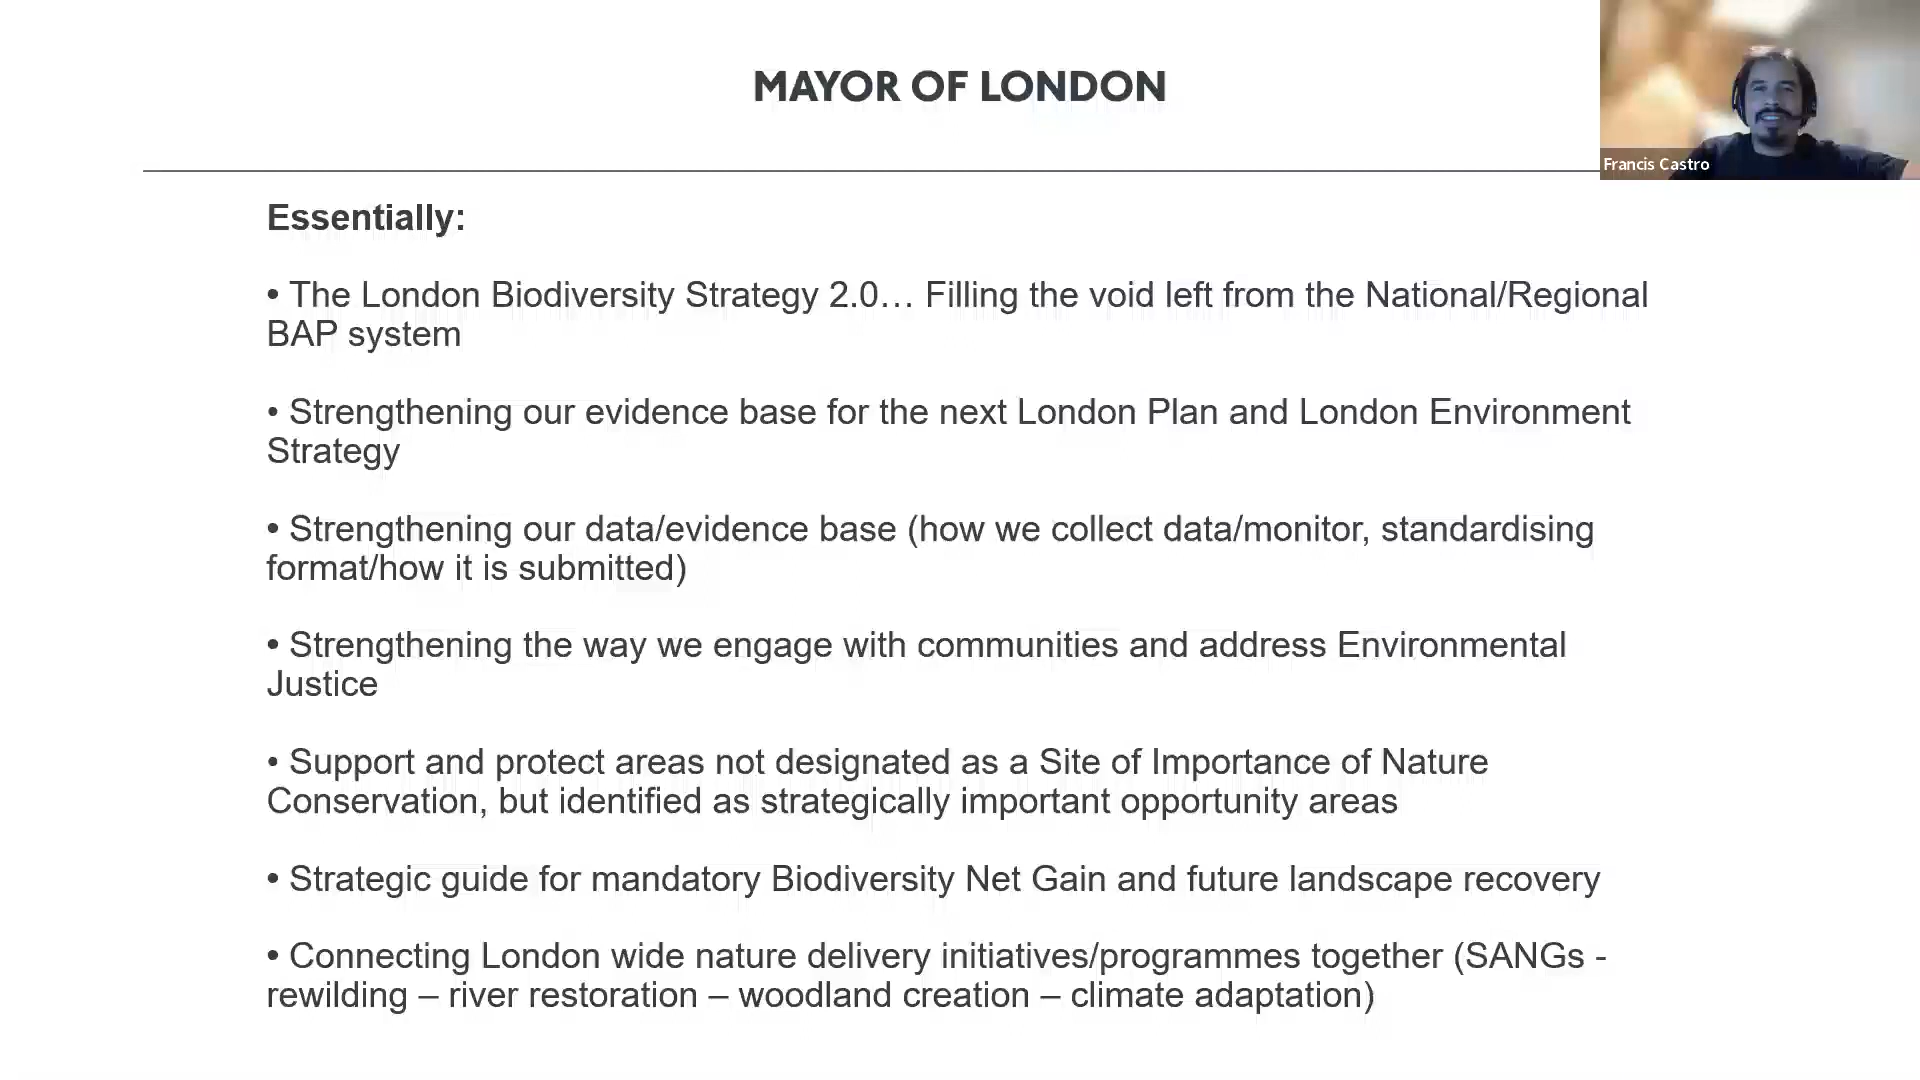 MAYOR OF LONDON
Francis Castro
Essentially:
• The London Biodiversity Strategy 2.0… Filling the void left from the National/Regional
BAP system
• Strengthening our evidence base for the next London Plan and London Environment
Strategy
• Strengthening our data/evidence base (how we collect data/monitor, standardising
format/how it is submitted)
• Strengthening the way we engage with communities and address Environmental
Justice
• Support and protect areas not designated as a Site of Importance of Nature
Conservation, but identified as strategically important opportunity areas
• Strategic guide for mandatory Biodiversity Net Gain and future landscape recovery
• Connecting London wide nature delivery initiatives/programmes together (SANGs -
rewilding – river restoration – woodland creation – climate adaptation)